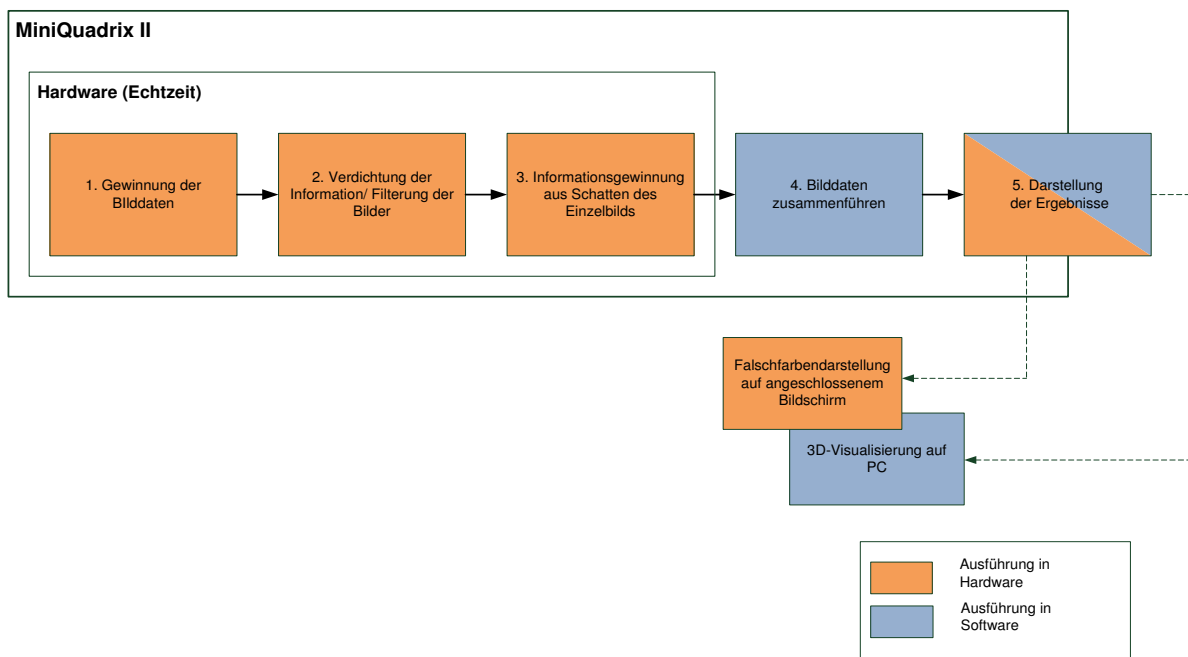 MiniQuadrix II
Hardware (Echtzeit)
1. Gewinnung der
BIlddaten
2. Verdichtung der
Information/ Filterung der
Bilder
3. Informationsgewinnung
aus Schatten des
Einzelbilds
4. Bilddaten
zusammenführen
5. Darstellung
der Ergebnisse
Falschfarbendarstellung
auf angeschlossenem
Bildschirm
3D-Visualisierung auf
PC
Ausführung in
Hardware
Ausführung in
Software